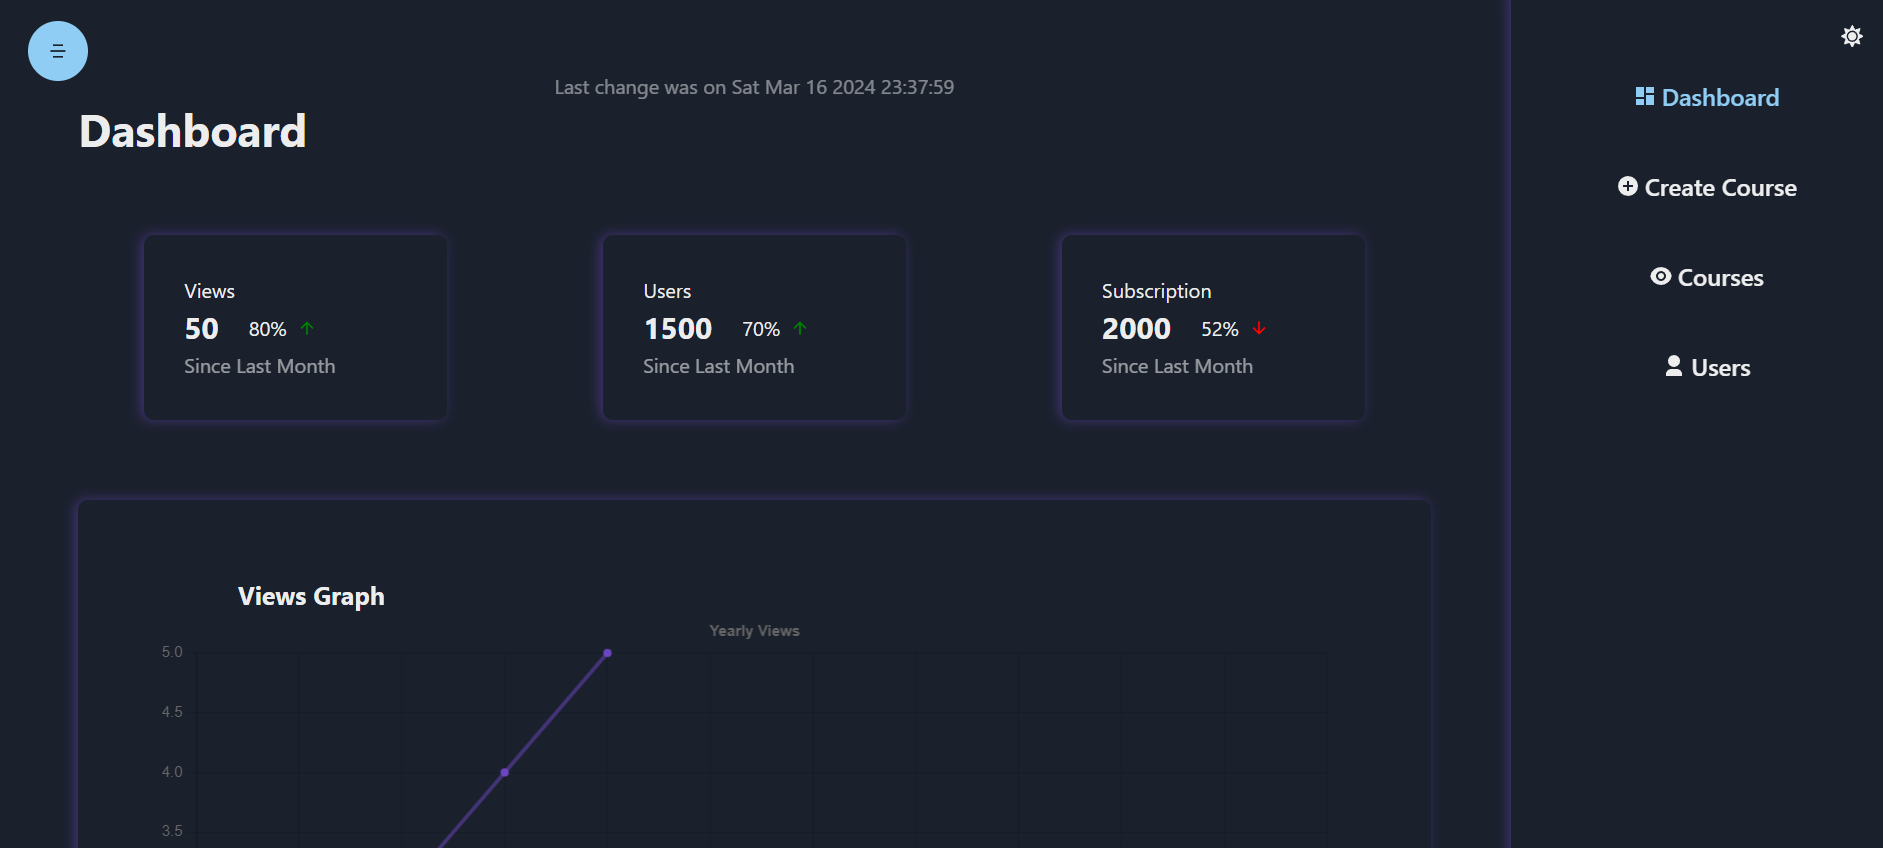 Last change was on Sat Mar 16 2024 23:37:59
Dashboard
Views
50 80%
Since Last Month
Users
1500 70%
Since Last Month
Subscription
2000 52%
Since Last Month
Views Graph
Yearly Views
5.0
4.5
4.0
3.5
Dashboard
Create Course
Courses
Users